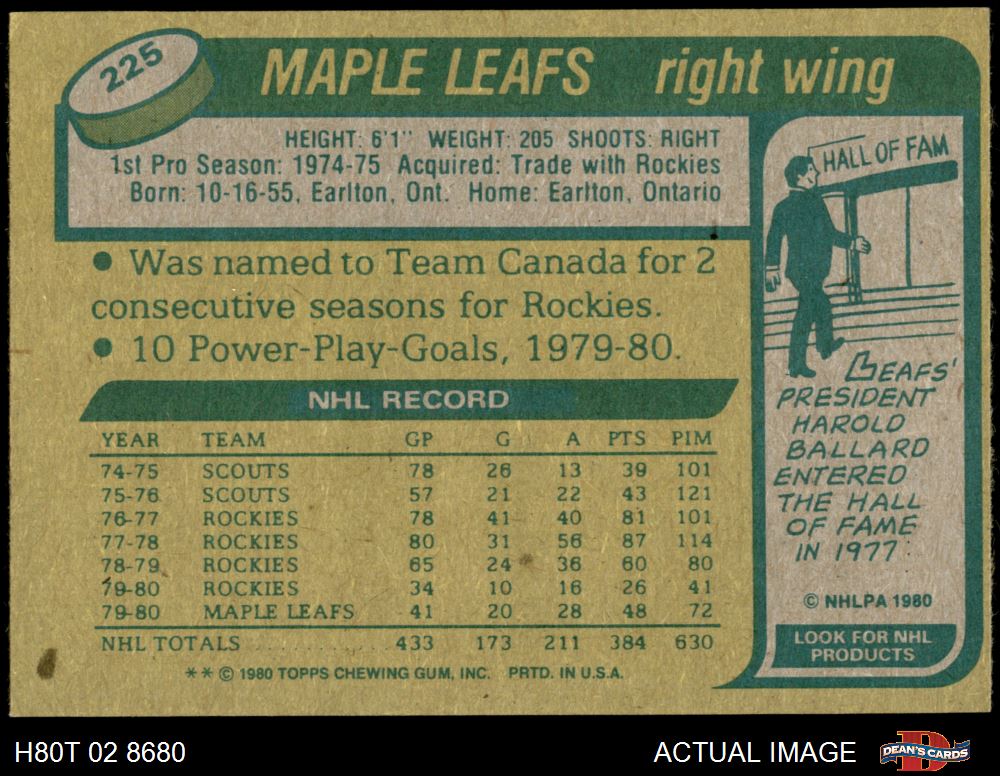 225
MAPLE LEAFS right wing
HEIGHT: 6'1" WEIGHT: 205 SHOOTS: RIGHT
1st Pro Season: 1974-75 Acquired: Trade with Rockies
Born: 10-16-55, Earlton, Ont. Home: Earlton, Ontario
• Was named to Team Canada for 2
consecutive seasons for Rockies.
• 10 Power-Play-Goals, 1979-80.
NHL RECORD
YEAR TEAM GP G A PTS PIM
74-75 SCOUTS 78 26 13 39 101
75-76 SCOUTS 57 21 22 43 121
76-77 ROCKIES 78 41 40 81 101
77-78 ROCKIES 80 31 56 87 114
78-79 ROCKIES 65 24 36 60 80
79-80 ROCKIES 34 10 16 26 41
79-80 MAPLE LEAFS 41 20 28 48 72
NHL TOTALS 433 173 211 384 630
** © 1980 TOPPS CHEWING GUM, INC. PRTD. IN U.S.A.
HALL OF FAM
LEAFS'
PRESIDENT
HAROLD
BALLARD
ENTERED
THE HALL
OF FAME
IN 1977
© NHLPA 1980
LOOK FOR NHL
PRODUCTS
H80T 02 8680
ACTUAL IMAGE
DEAN'S CARDS